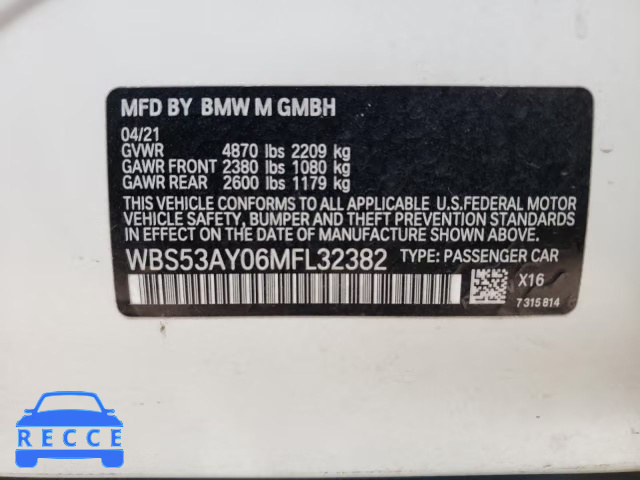 MFD BY BMW M GMBH
04/21
GVWR 4870 lbs 2209 kg
GAWR FRONT 2380 lbs 1080 kg
GAWR REAR 2600 lbs 1179 kg
THIS VEHICLE CONFORMS TO ALL APPLICABLE U.S.FEDERAL MOTOR
VEHICLE SAFETY, BUMPER AND THEFT PREVENTION STANDARDS
IN EFFECT ON THE DATE OF MANUFACTURE SHOWN ABOVE.
WBS53AY06MFL32382 TYPE: PASSENGER CAR
X16
7 315 814
RECCE